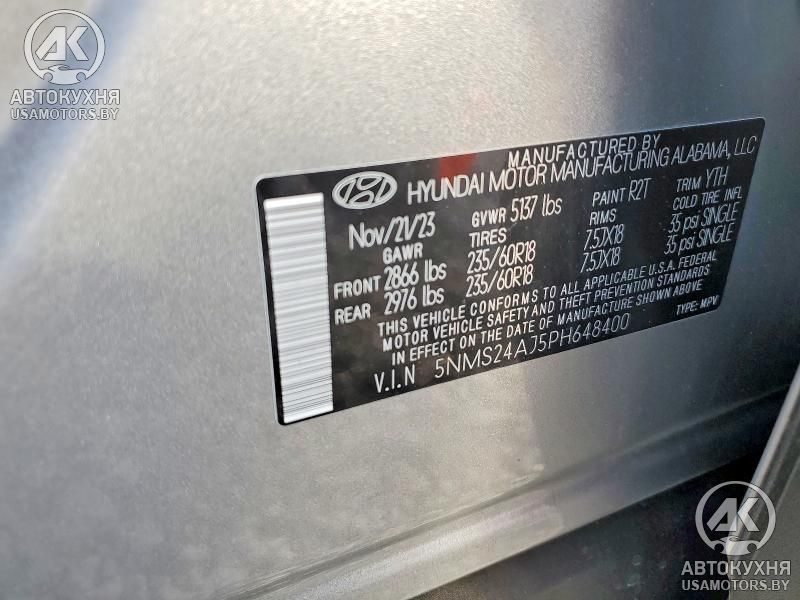 АК
АВТОКУХНЯ
USAMOTORS.BY
MANUFACTURED BY
HYUNDAI MOTOR MANUFACTURING ALABAMA, LLC
Nov/21/23 GVWR 5137 lbs PAINT R2T TRIM YTH
GAWR TIRES RIMS COLD TIRE INFL
FRONT 2866 lbs 235/60R18 7.5JX18 35 psi SINGLE
REAR 2976 lbs 235/60R18 7.5JX18 35 psi SINGLE
THIS VEHICLE CONFORMS TO ALL APPLICABLE U.S.A. FEDERAL
MOTOR VEHICLE SAFETY AND THEFT PREVENTION STANDARDS
IN EFFECT ON THE DATE OF MANUFACTURE SHOWN ABOVE
V.I.N 5NMS24AJ5PH648400 TYPE: MPV
АК
АВТОКУХНЯ
USAMOTORS.BY